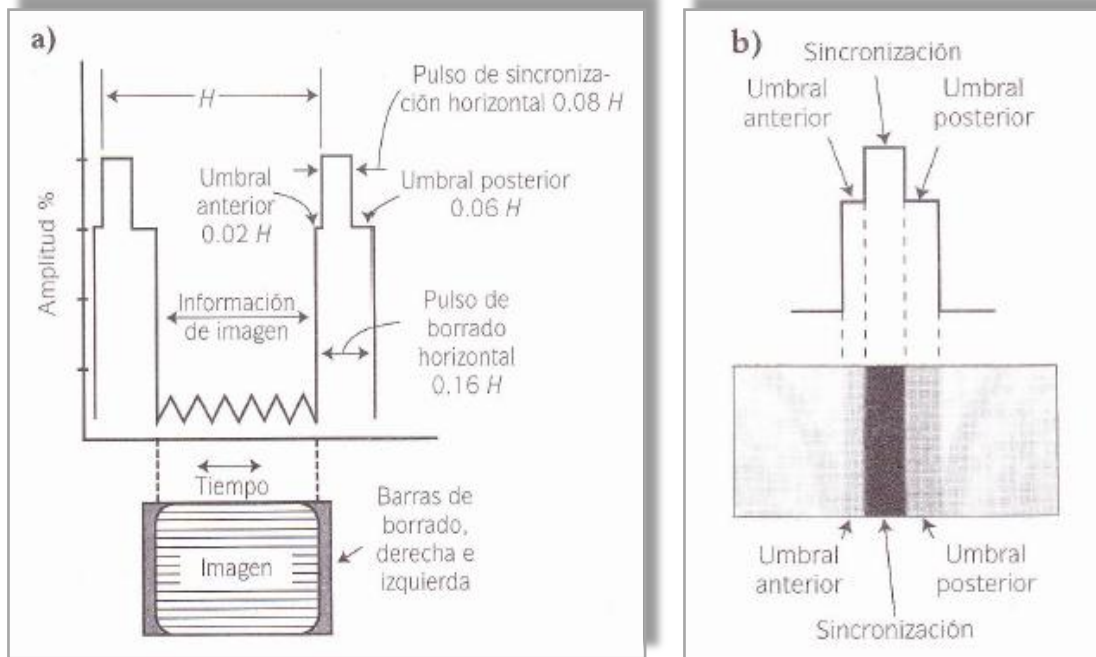 a)
H
Pulso de sincroniza-
ción horizontal 0.08 H
Umbral
anterior
0.02 H
Umbral posterior
0.06 H
Amplitud %
Información
de imagen
Pulso de
borrado
horizontal
0.16 H
Tiempo
Imagen
Barras de
borrado,
derecha e
izquierda
b)
Sincronización
Umbral
anterior
Umbral
posterior
Umbral
anterior
Umbral
posterior
Sincronización